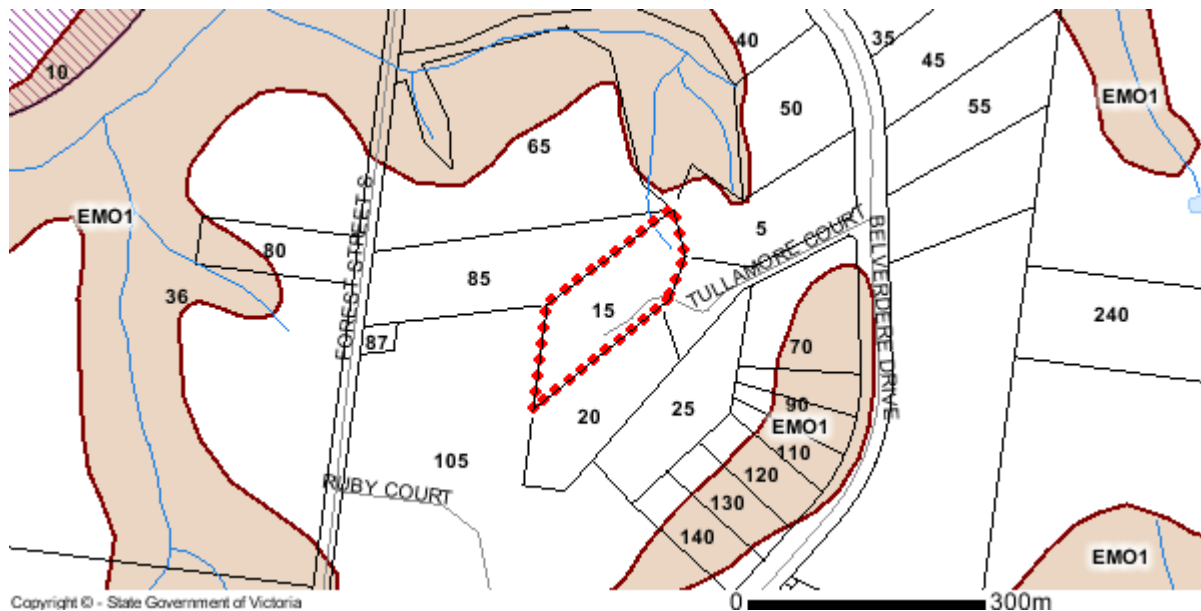 10
40
35
45
50
55
EMO1
65
EMO1
80
5
36
85
15
87
FOREST STREET S
TULLAMORE COURT
BELVERDERE DRIVE
240
70
20
25
90
EMO1
110
105
120
RUBY COURT
130
140
EMO1
Copyright © - State Government of Victoria
0 300m